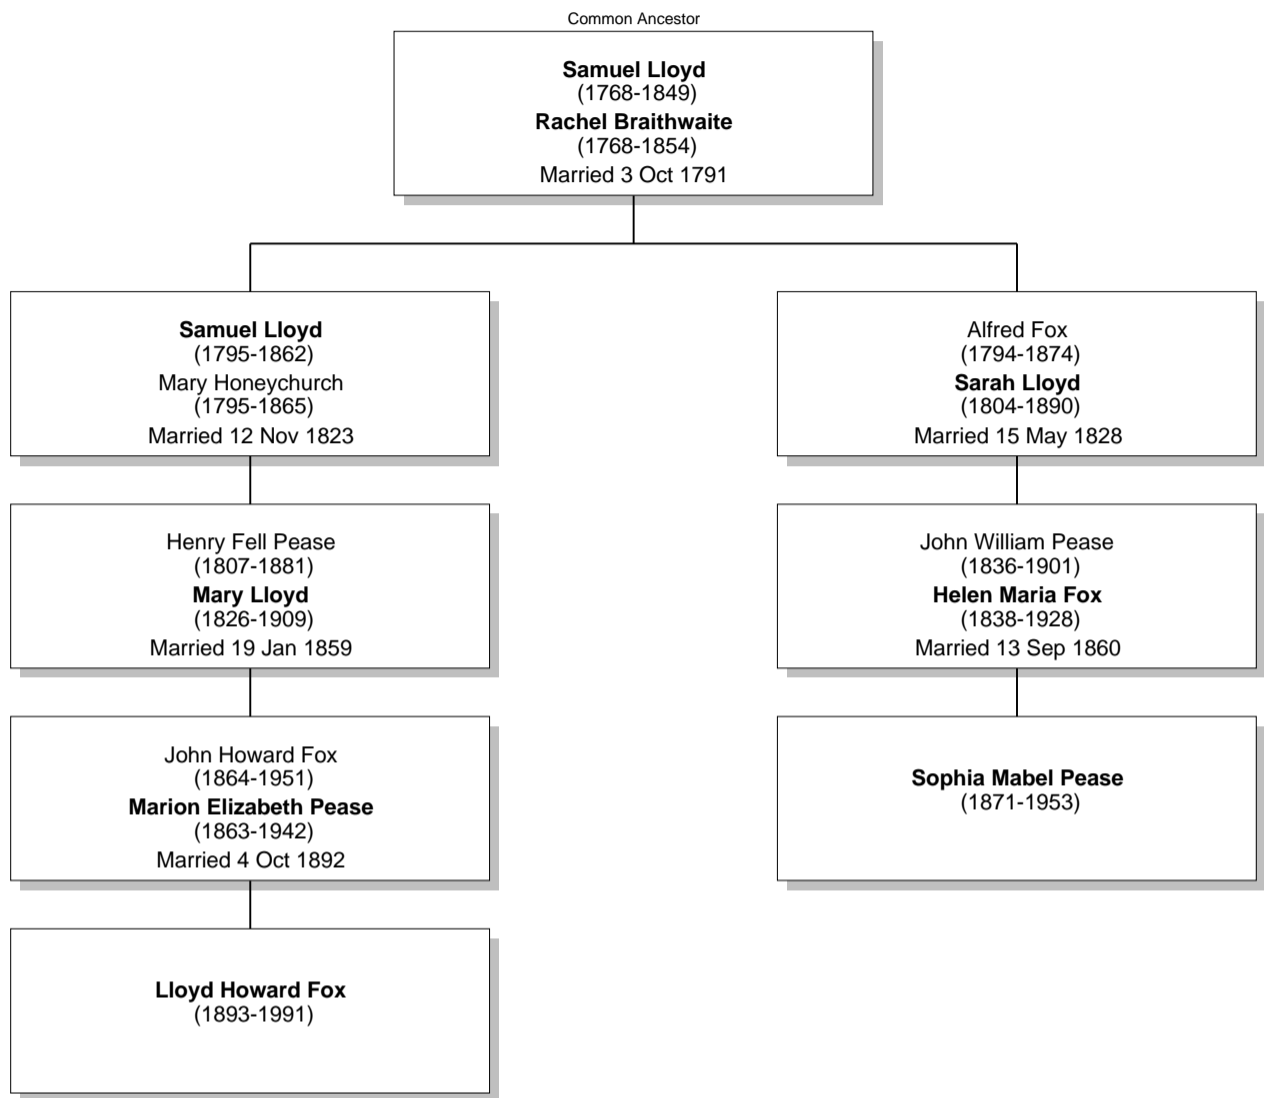 Common Ancestor
Samuel Lloyd
(1768-1849)
Rachel Braithwaite
(1768-1854)
Married 3 Oct 1791
Samuel Lloyd
(1795-1862)
Mary Honeychurch
(1795-1865)
Married 12 Nov 1823
Alfred Fox
(1794-1874)
Sarah Lloyd
(1804-1890)
Married 15 May 1828
Henry Fell Pease
(1807-1881)
Mary Lloyd
(1826-1909)
Married 19 Jan 1859
John William Pease
(1836-1901)
Helen Maria Fox
(1838-1928)
Married 13 Sep 1860
John Howard Fox
(1864-1951)
Marion Elizabeth Pease
(1863-1942)
Married 4 Oct 1892
Sophia Mabel Pease
(1871-1953)
Lloyd Howard Fox
(1893-1991)